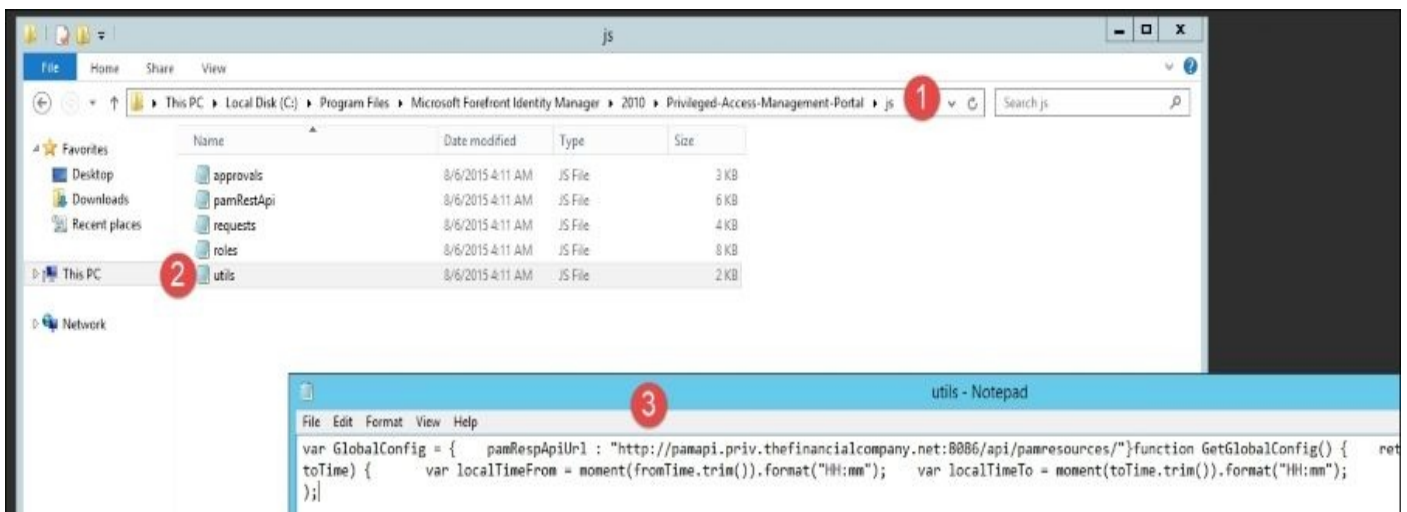 js
File Home Share View
This PC Local Disk (C:) Program Files Microsoft Forefront Identity Manager 2010 Privileged-Access-Management-Portal js 1 Search js
Favorites
Desktop
Downloads
Recent places
This PC
Network
Name Date modified Type Size
approvals 8/6/2015 4:11 AM JS File 3 KB
pamRestApi 8/6/2015 4:11 AM JS File 6 KB
requests 8/6/2015 4:11 AM JS File 4 KB
roles 8/6/2015 4:11 AM JS File 8 KB
2 utils 8/6/2015 4:11 AM JS File 2 KB
utils - Notepad
3
File Edit Format View Help
var GlobalConfig = { pamRespApiUrl : "http://pamapi.priv.thefinancialcompany.net:8086/api/pamresources/"}function GetGlobalConfig() { ret
toTime) { var localTimeFrom = moment(fromTime.trim()).format("HH:mm"); var localTimeTo = moment(toTime.trim()).format("HH:mm");
);